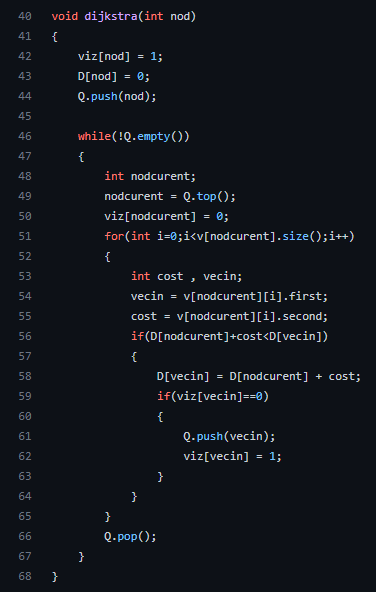 40 void dijkstra(int nod)
41 {
42     viz[nod] = 1;
43     D[nod] = 0;
44     Q.push(nod);
45
46     while(!Q.empty())
47     {
48         int nodcurent;
49         nodcurent = Q.top();
50         viz[nodcurent] = 0;
51         for(int i=0;i<v[nodcurent].size();i++)
52         {
53             int cost , vecin;
54             vecin = v[nodcurent][i].first;
55             cost = v[nodcurent][i].second;
56             if(D[nodcurent]+cost<D[vecin])
57             {
58                 D[vecin] = D[nodcurent] + cost;
59                 if(viz[vecin]==0)
60                 {
61                     Q.push(vecin);
62                     viz[vecin] = 1;
63                 }
64             }
65         }
66         Q.pop();
67     }
68 }